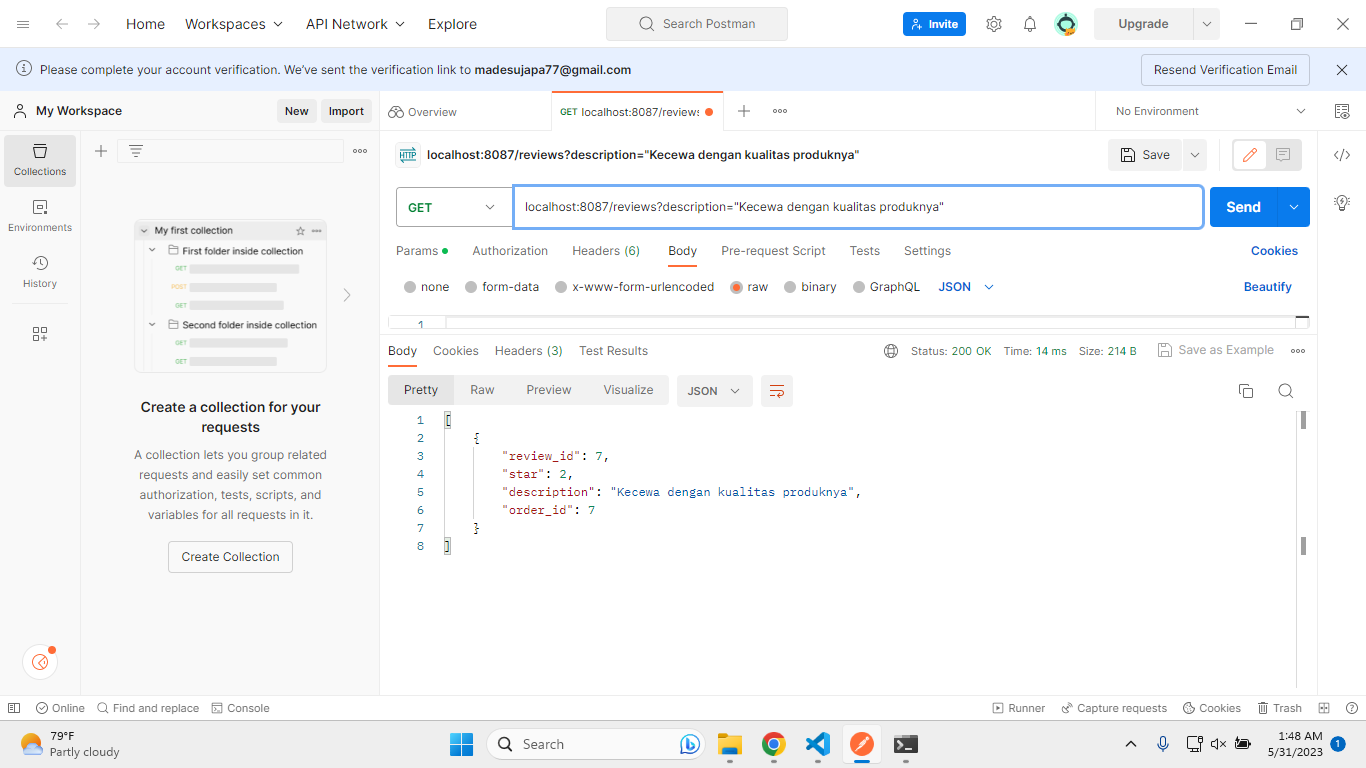 Home Workspaces API Network Explore Search Postman Invite Upgrade
Please complete your account verification. We've sent the verification link to madesujapa77@gmail.com Resend Verification Email
My Workspace New Import Overview GET localhost:8087/reviews No Environment
Collections
Environments
History
My first collection
First folder inside collection
GET
POST
GET
Second folder inside collection
GET
GET
Create a collection for your
requests
A collection lets you group related
requests and easily set common
authorization, tests, scripts, and
variables for all requests in it.
Create Collection
HTTP localhost:8087/reviews?description="Kecewa dengan kualitas produknya" Save
GET localhost:8087/reviews?description="Kecewa dengan kualitas produknya" Send
Params Authorization Headers (6) Body Pre-request Script Tests Settings Cookies
none form-data x-www-form-urlencoded raw binary GraphQL JSON Beautify
1
Body Cookies Headers (3) Test Results Status: 200 OK Time: 14 ms Size: 214 B Save as Example
Pretty Raw Preview Visualize JSON
1 [
2 {
3 "review_id": 7,
4 "star": 2,
5 "description": "Kecewa dengan kualitas produknya",
6 "order_id": 7
7 }
8 ]
Online Find and replace Console Runner Capture requests Cookies Trash
79°F
Partly cloudy
Search
1:48 AM
5/31/2023
1